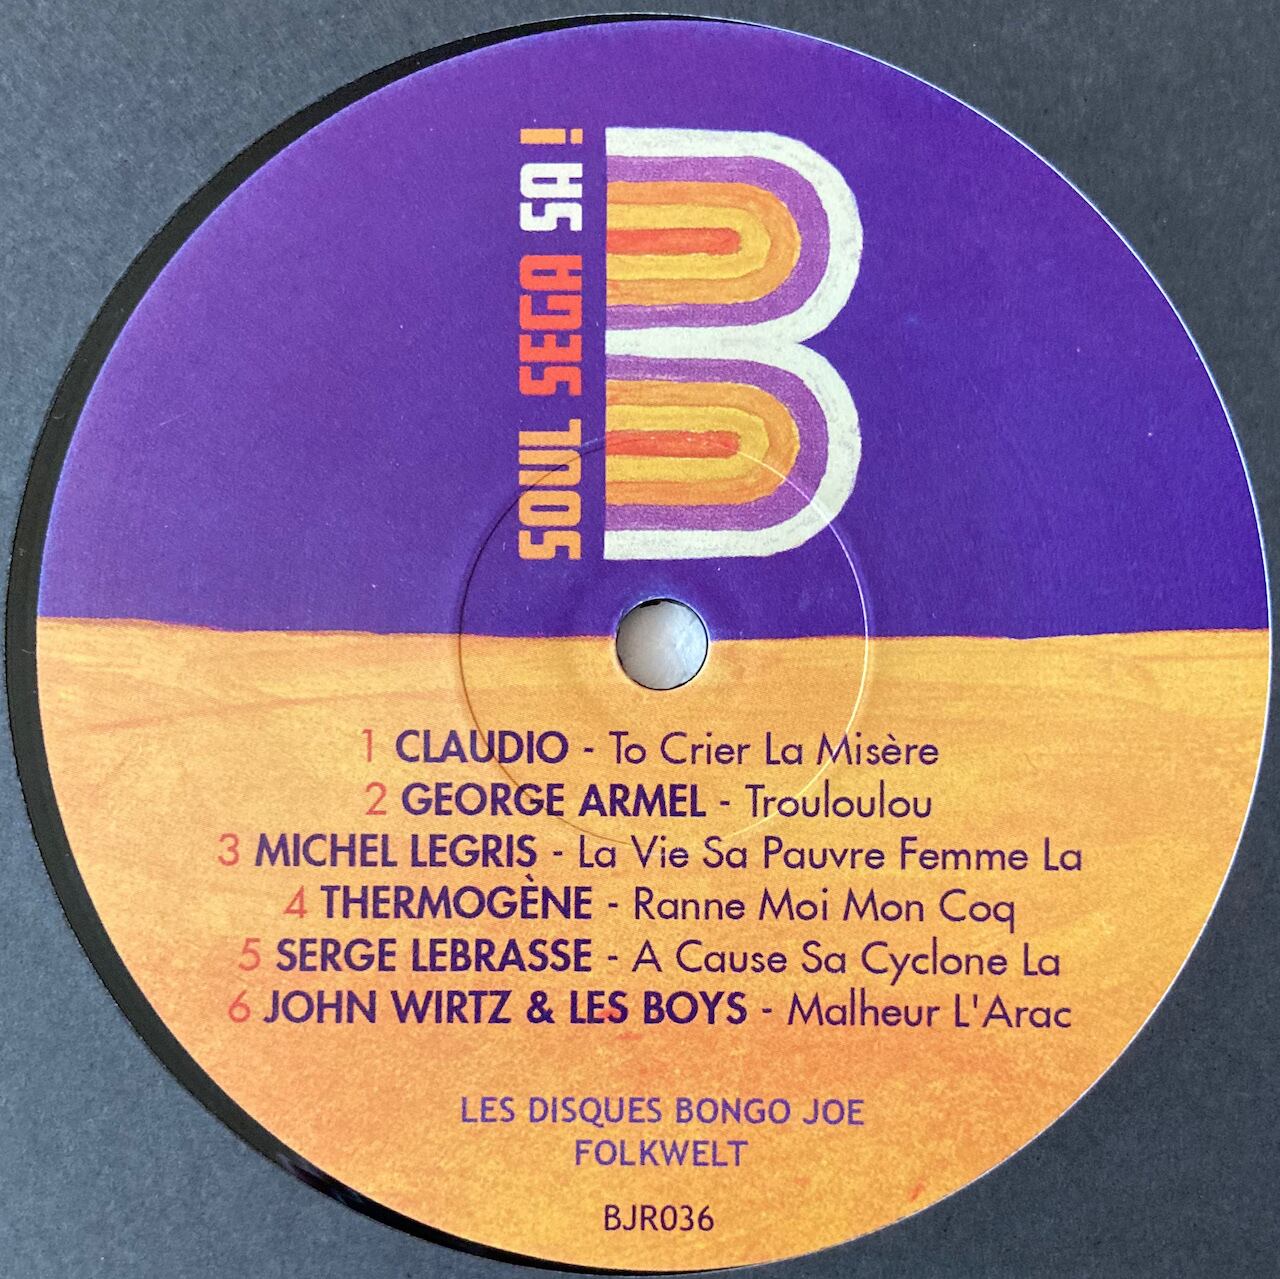 SOUL SEGA SA !
B
1 CLAUDIO - To Crier La Misère
2 GEORGE ARMEL - Trouloulou
3 MICHEL LEGRIS - La Vie Sa Pauvre Femme La
4 THERMOGÈNE - Ranne Moi Mon Coq
5 SERGE LEBRASSE - A Cause Sa Cyclone La
6 JOHN WIRTZ & LES BOYS - Malheur L'Arac
LES DISQUES BONGO JOE
FOLKWELT
BJR036